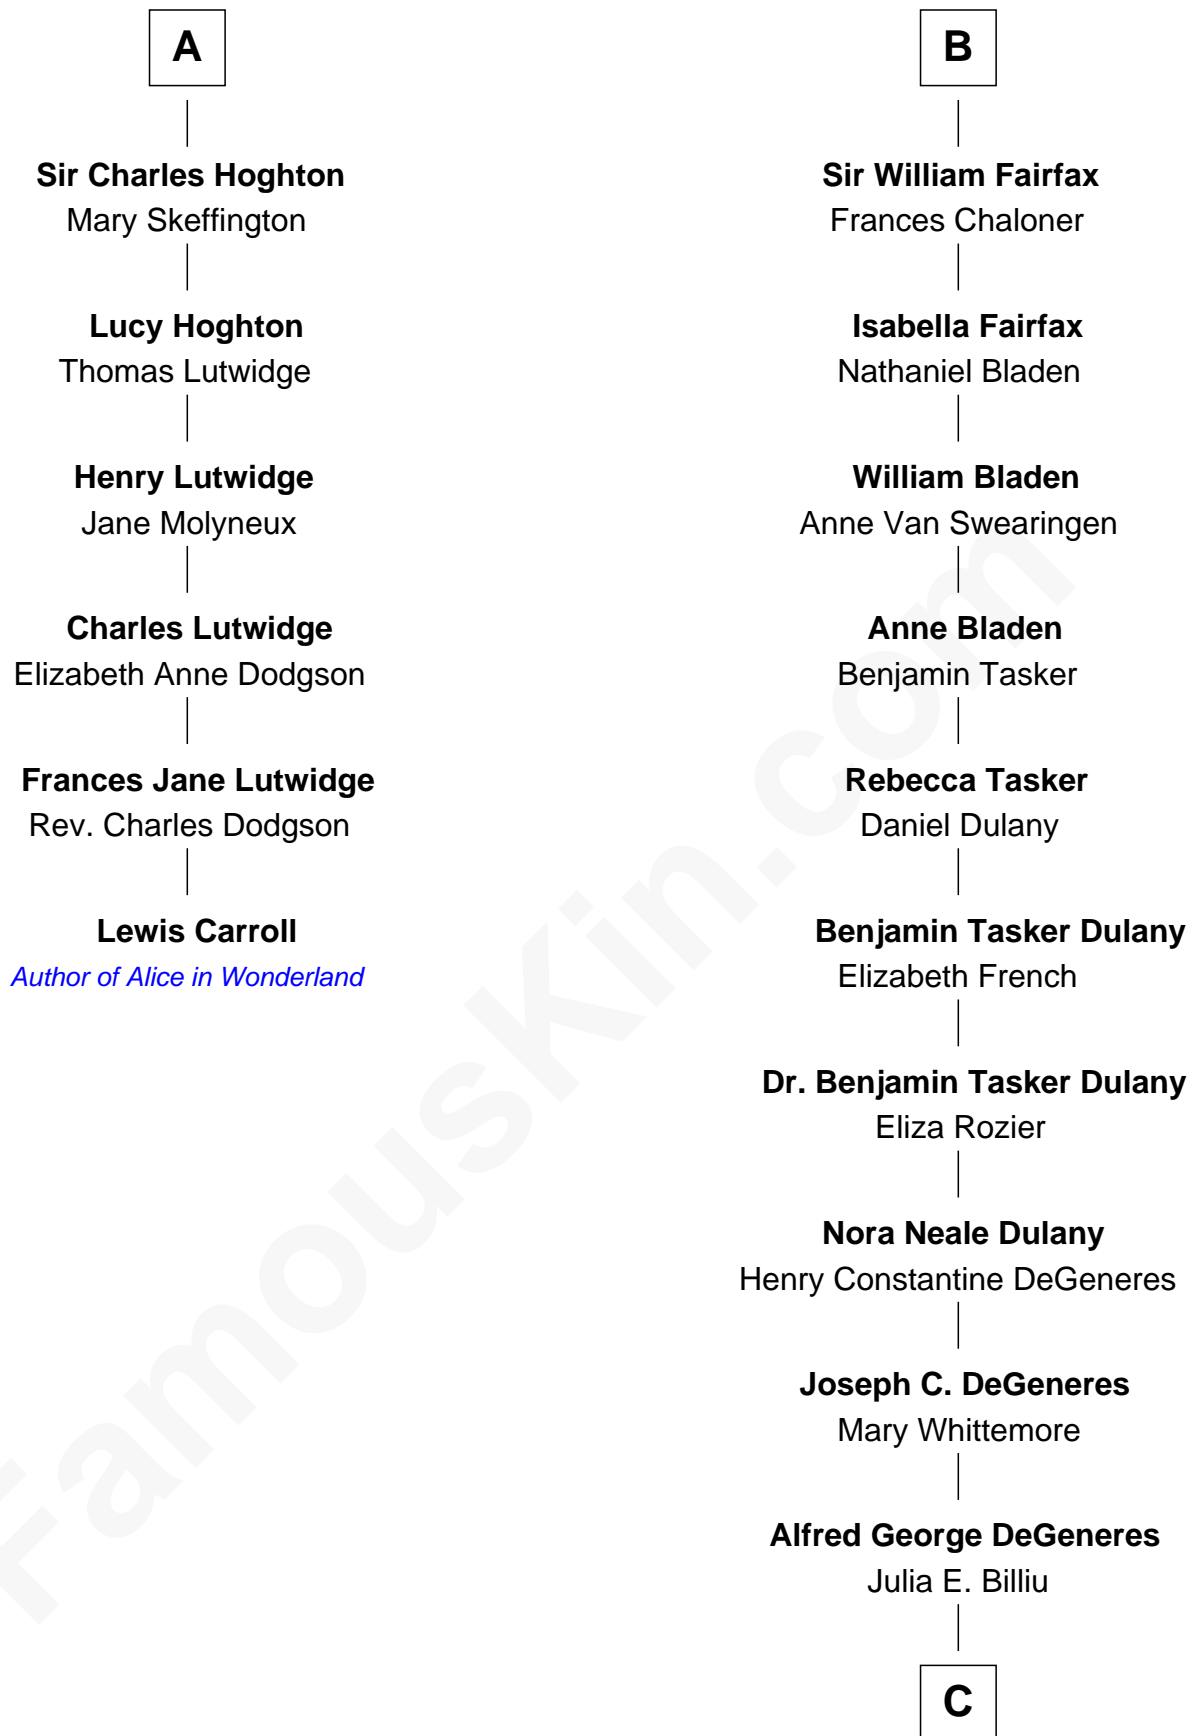 A
Sir Charles Hoghton
Mary Skeffington
Lucy Hoghton
Thomas Lutwidge
Henry Lutwidge
Jane Molyneux
Charles Lutwidge
Elizabeth Anne Dodgson
Frances Jane Lutwidge
Rev. Charles Dodgson
Lewis Carroll
Author of Alice in Wonderland
B
Sir William Fairfax
Frances Chaloner
Isabella Fairfax
Nathaniel Bladen
William Bladen
Anne Van Swearingen
Anne Bladen
Benjamin Tasker
Rebecca Tasker
Daniel Dulany
Benjamin Tasker Dulany
Elizabeth French
Dr. Benjamin Tasker Dulany
Eliza Rozier
Nora Neale Dulany
Henry Constantine DeGeneres
Joseph C. DeGeneres
Mary Whittemore
Alfred George DeGeneres
Julia E. Billiu
C
FamousKin.com